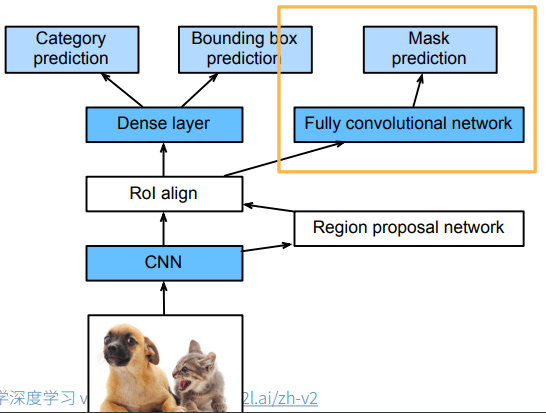 Category
prediction
Bounding box
prediction
Mask
prediction
Dense layer
Fully convolutional network
RoI align
Region proposal network
CNN
学深度学习 v
2l.ai/zh-v2